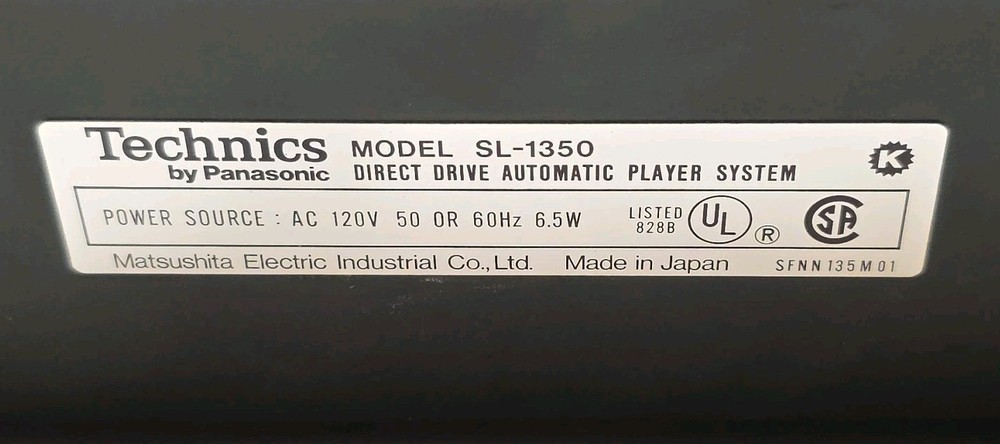 Technics
by Panasonic
MODEL SL-1350
DIRECT DRIVE AUTOMATIC PLAYER SYSTEM
K
POWER SOURCE : AC 120V 50 OR 60Hz 6.5W
LISTED
828B
UL
®
SA
Matsushita Electric Industrial Co., Ltd. Made in Japan
SFNN135M01